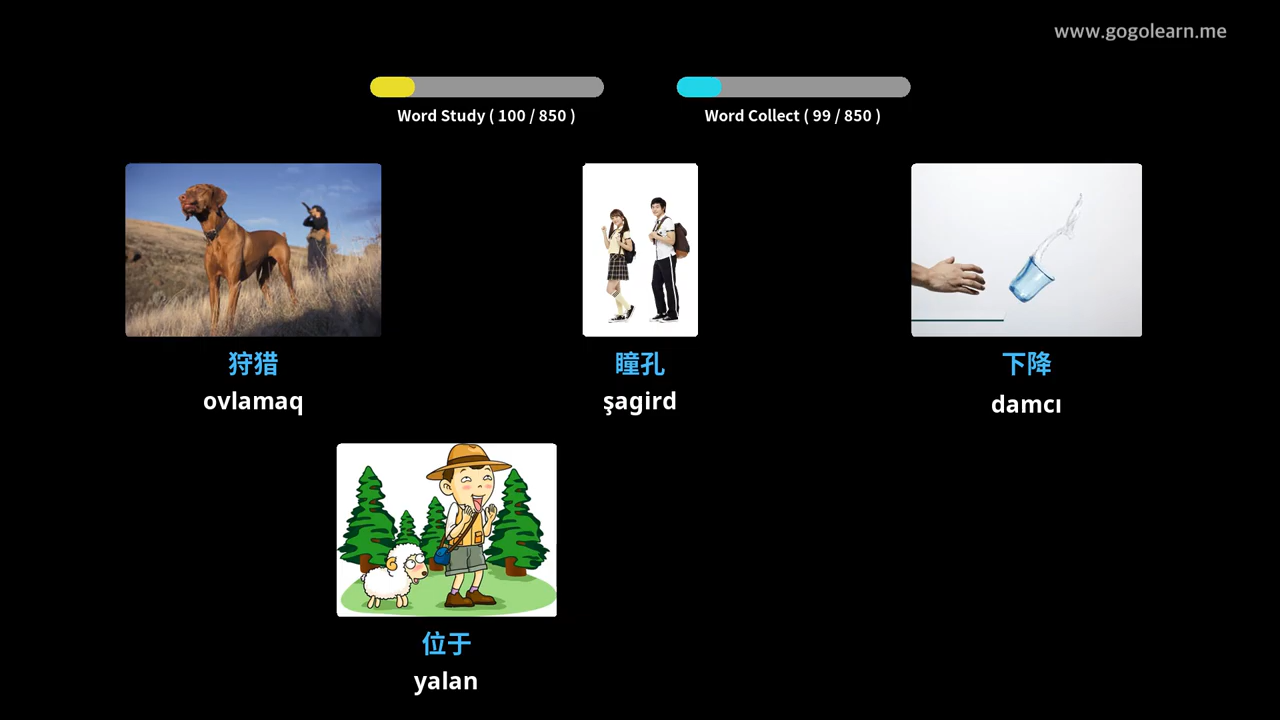 www.gogolearn.me
Word Study ( 100 / 850 )
Word Collect ( 99 / 850 )
狩猎
ovlamaq
瞳孔
şagird
下降
damcı
位于
yalan